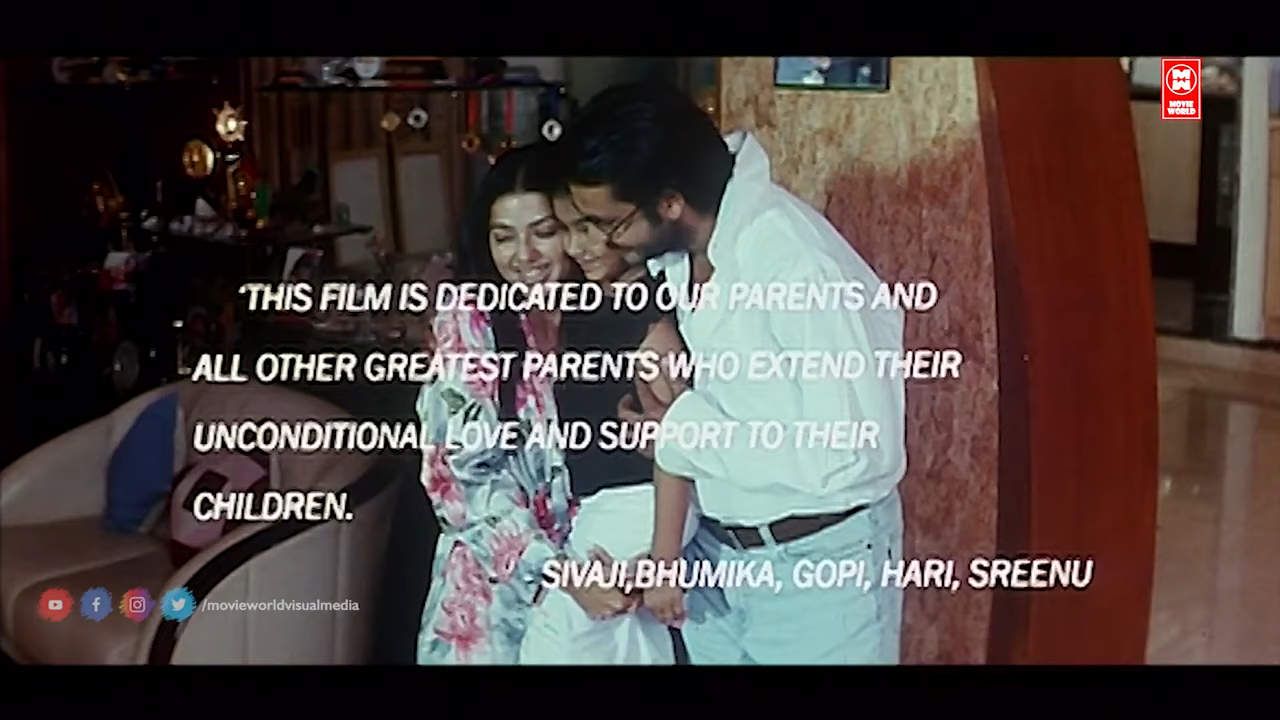 MOVIE
WORLD
‘THIS FILM IS DEDICATED TO OUR PARENTS AND
ALL OTHER GREATEST PARENTS WHO EXTEND THEIR
UNCONDITIONAL LOVE AND SUPPORT TO THEIR
CHILDREN.
SIVAJI,BHUMIKA, GOPI, HARI, SREENU
/movieworldvisualmedia